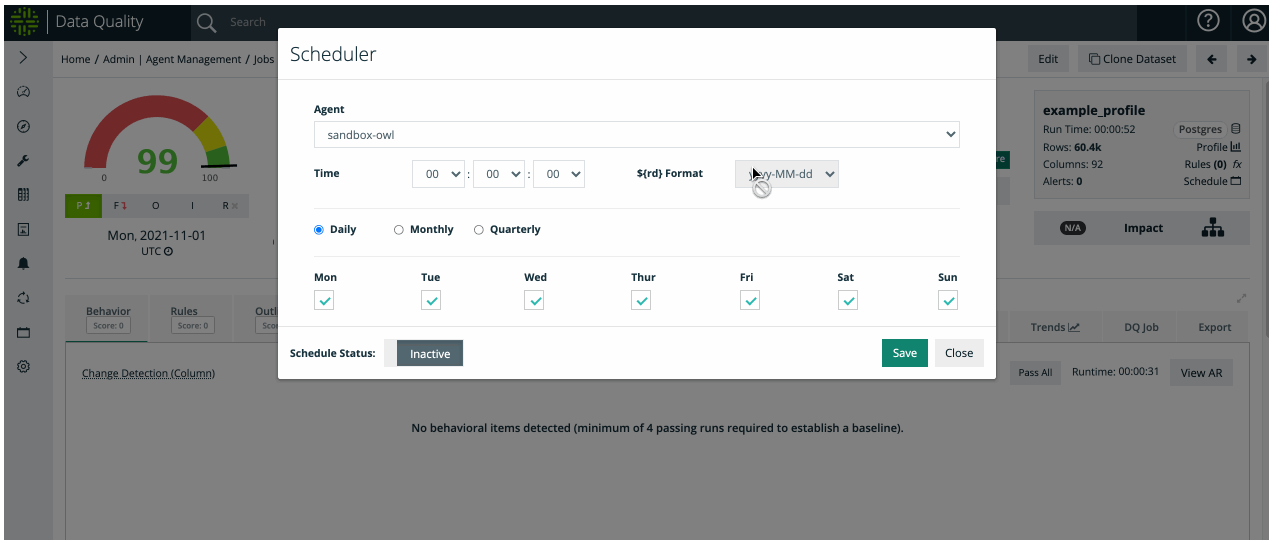 Data Quality
Search
Home / Admin | Agent Management / Jobs
Edit
Clone Dataset
Scheduler
Agent
sandbox-owl
Time
00 : 00 : 00
${rd} Format
-MM-dd
Daily
Monthly
Quarterly
Mon
Tue
Wed
Thur
Fri
Sat
Sun
Schedule Status:
Inactive
Save
Close
99
0
100
P
F
O
I
R
Mon, 2021-11-01
UTC
example_profile
Run Time: 00:00:52
Postgres
Rows: 60.4k
Profile
Columns: 92
Rules (0) fx
Alerts: 0
Schedule
N/A
Impact
Behavior
Score: 0
Rules
Score: 0
Trends
DQ Job
Export
Change Detection (Column)
Pass All
Runtime: 00:00:31
View AR
No behavioral items detected (minimum of 4 passing runs required to establish a baseline).